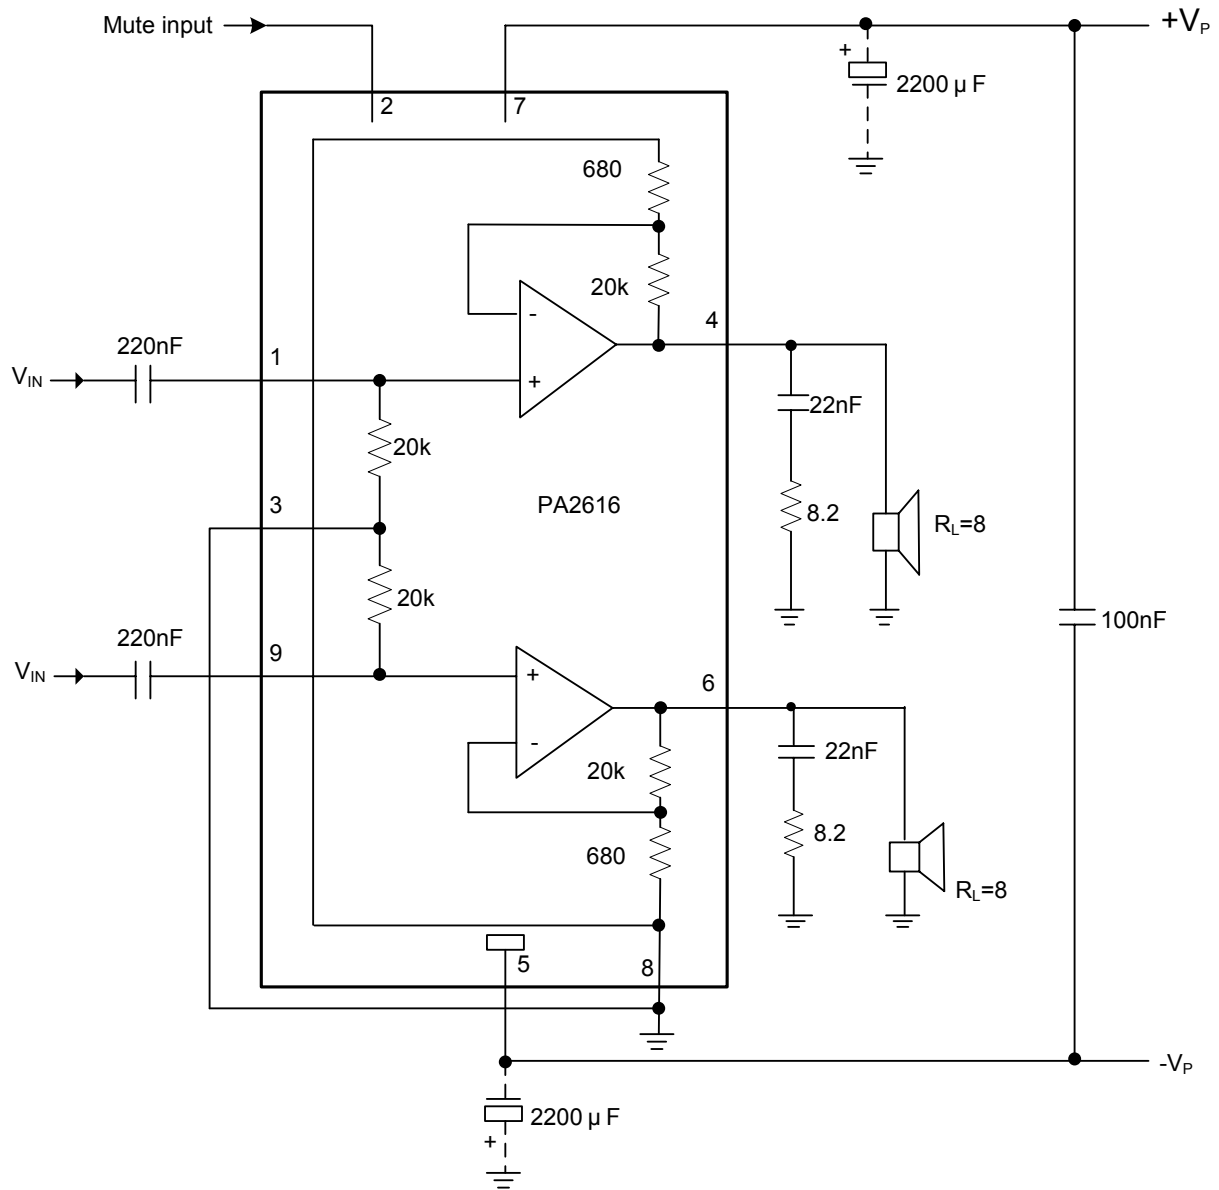 Mute input
+VP
+
2200 µ F
2
7
680
20k
-
4
220nF
1
VIN
+
22nF
20k
3
PA2616
8.2
RL=8
20k
220nF
100nF
9
VIN
+
6
-
22nF
20k
8.2
680
RL=8
5
8
-VP
2200 µ F
+